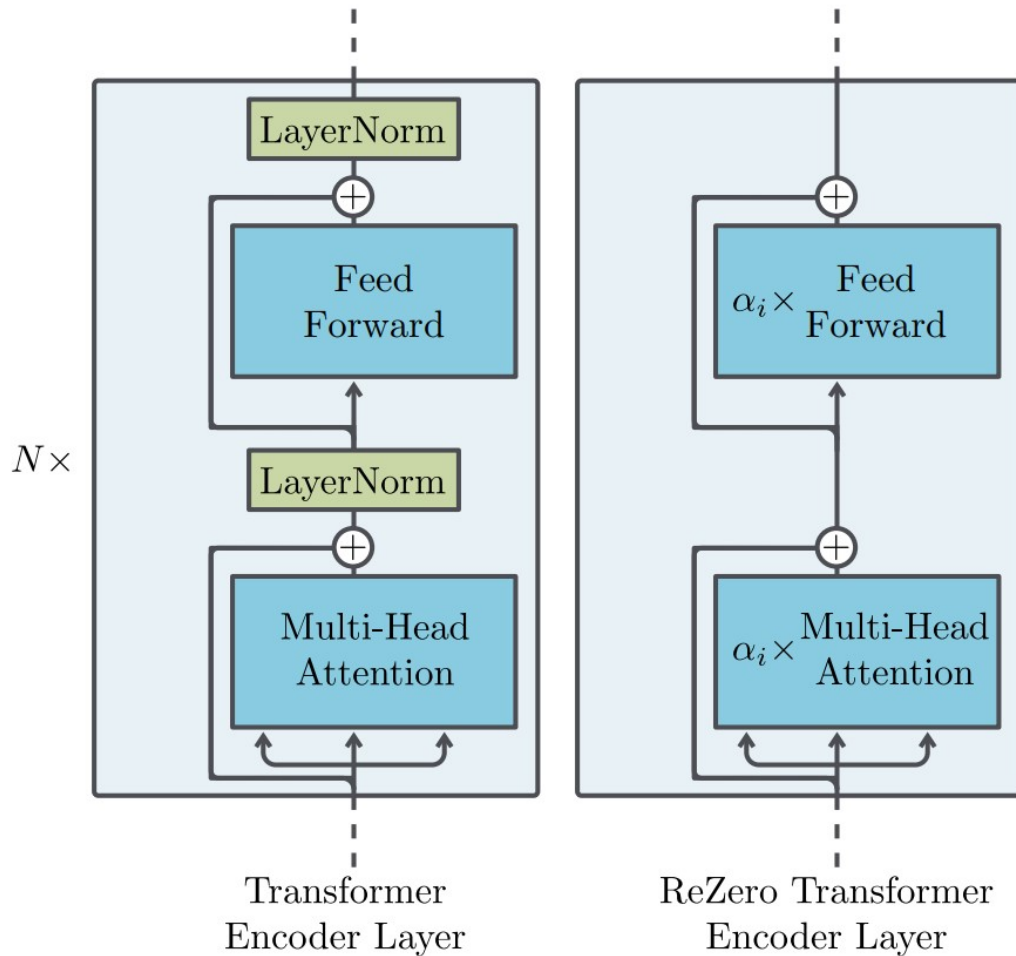 LayerNorm
Feed
Forward
N×
LayerNorm
Multi-Head
Attention
Transformer
Encoder Layer
α_i× Feed
Forward
α_i× Multi-Head
Attention
ReZero Transformer
Encoder Layer